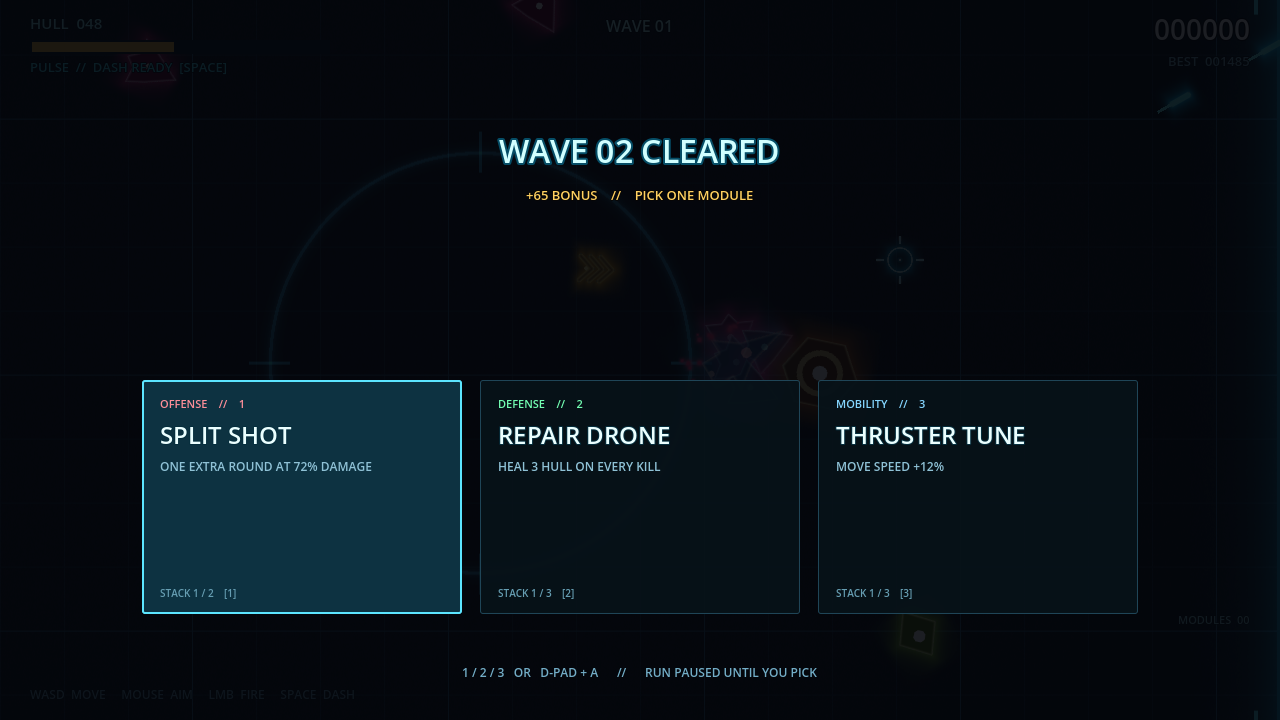 HULL 048
WAVE 01
000000
PULSE // DASH READY [SPACE]
BEST 001485
WAVE 02 CLEARED
+65 BONUS // PICK ONE MODULE
OFFENSE // 1
SPLIT SHOT
ONE EXTRA ROUND AT 72% DAMAGE
STACK 1 / 2 [1]
DEFENSE // 2
REPAIR DRONE
HEAL 3 HULL ON EVERY KILL
STACK 1 / 3 [2]
MOBILITY // 3
THRUSTER TUNE
MOVE SPEED +12%
STACK 1 / 3 [3]
MODULES 00
1 / 2 / 3 OR D-PAD + A // RUN PAUSED UNTIL YOU PICK
WASD MOVE MOUSE AIM LMB FIRE SPACE DASH